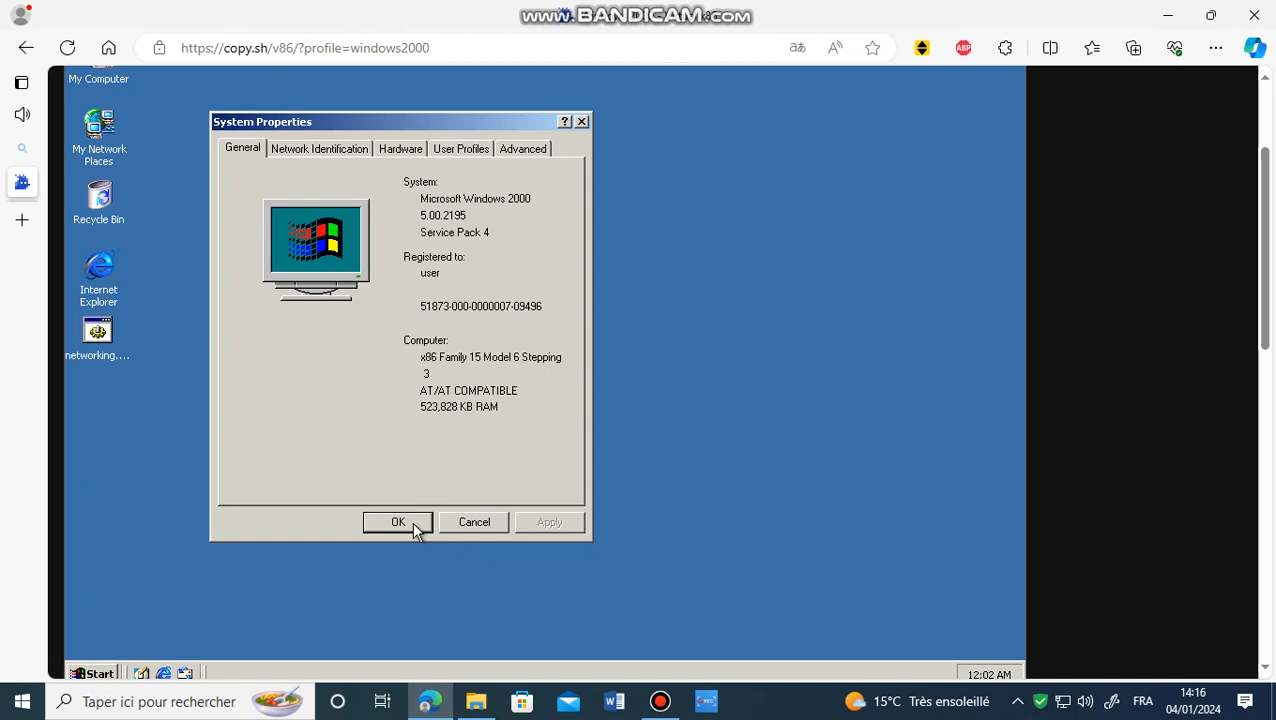 www.BANDICAM.com
https://copy.sh/v86/?profile=windows2000
ABP
My Computer
My Network
Places
Recycle Bin
Internet
Explorer
networking....
System Properties
General
Network Identification
Hardware
User Profiles
Advanced
System:
Microsoft Windows 2000
5.00.2195
Service Pack 4
Registered to:
user
51873-000-0000007-09496
Computer:
x86 Family 15 Model 6 Stepping
3
AT/AT COMPATIBLE
523,828 KB RAM
OK
Cancel
Apply
Start
12:02 AM
Taper ici pour rechercher
REC
15°C Très ensoleillé
FRA
14:16
04/01/2024